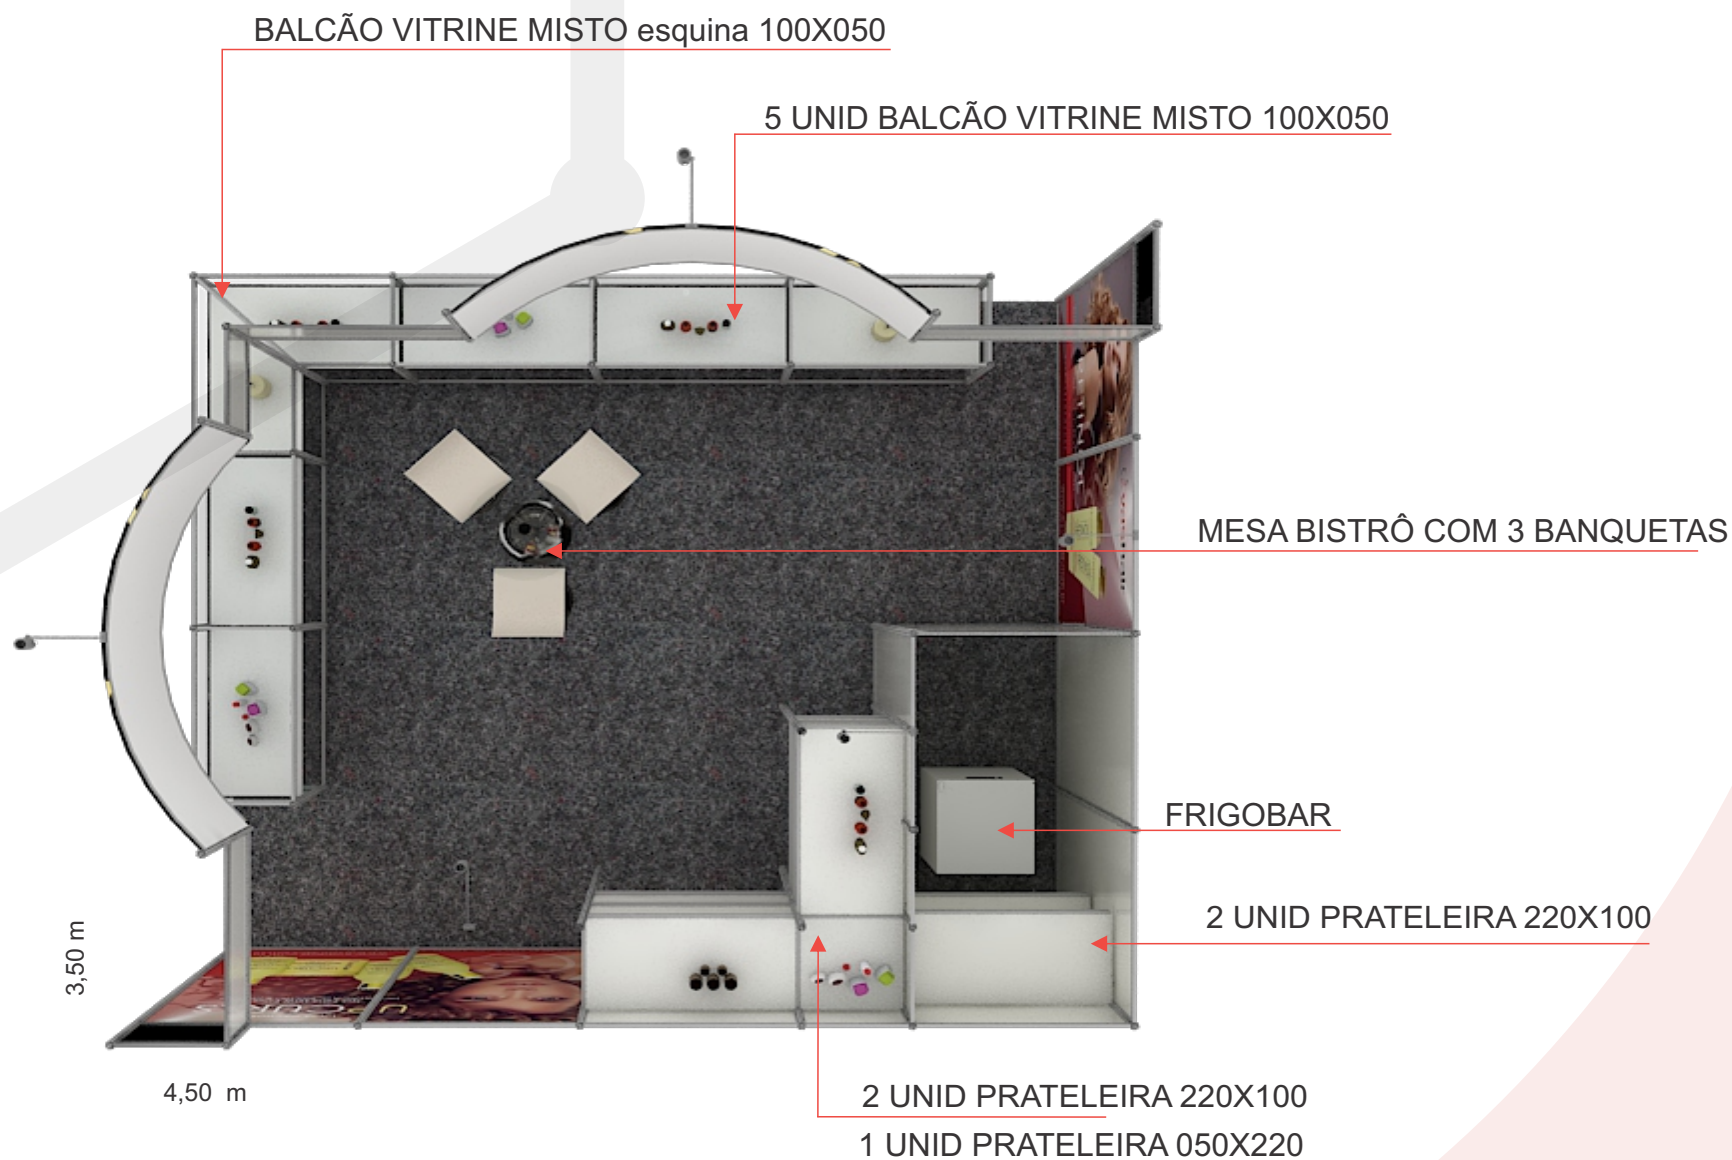 BALCÃO VITRINE MISTO esquina 100X050
5 UNID BALCÃO VITRINE MISTO 100X050
MESA BISTRÔ COM 3 BANQUETAS
FRIGOBAR
2 UNID PRATELEIRA 220X100
3,50 m
4,50 m
2 UNID PRATELEIRA 220X100
1 UNID PRATELEIRA 050X220